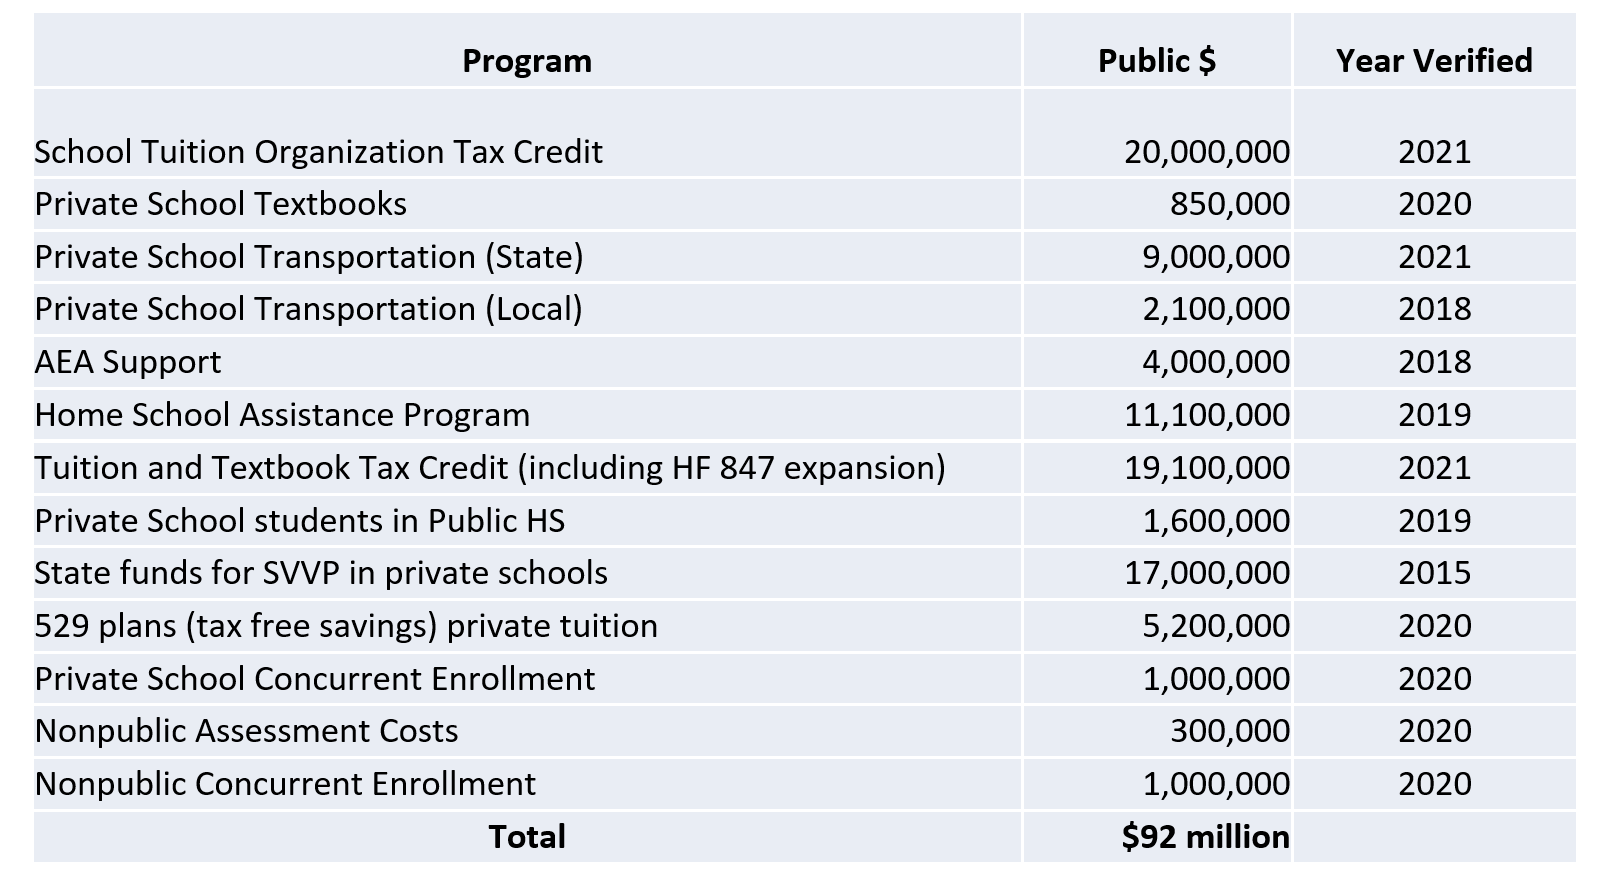 Program Public $ Year Verified
School Tuition Organization Tax Credit 20,000,000 2021
Private School Textbooks 850,000 2020
Private School Transportation (State) 9,000,000 2021
Private School Transportation (Local) 2,100,000 2018
AEA Support 4,000,000 2018
Home School Assistance Program 11,100,000 2019
Tuition and Textbook Tax Credit (including HF 847 expansion) 19,100,000 2021
Private School students in Public HS 1,600,000 2019
State funds for SVVP in private schools 17,000,000 2015
529 plans (tax free savings) private tuition 5,200,000 2020
Private School Concurrent Enrollment 1,000,000 2020
Nonpublic Assessment Costs 300,000 2020
Nonpublic Concurrent Enrollment 1,000,000 2020
Total $92 million